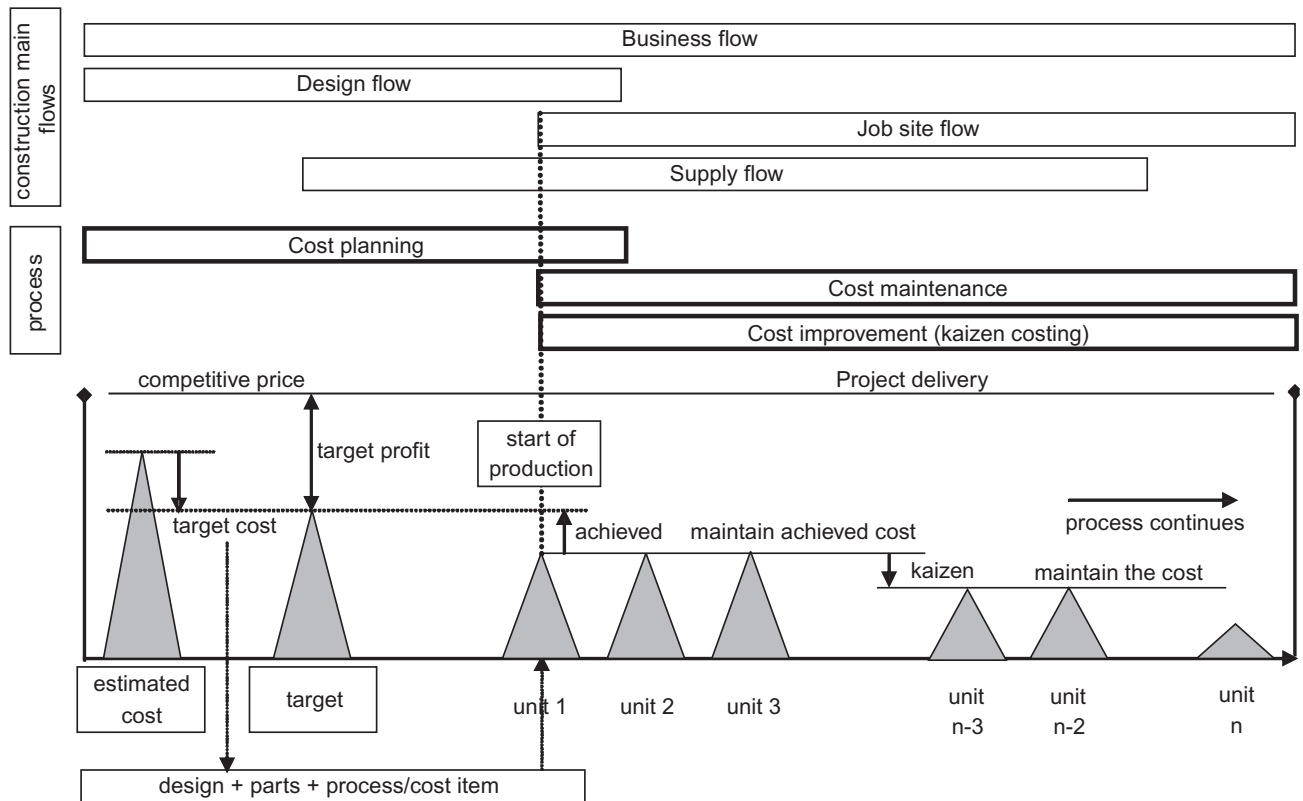 construction main
flows
Business flow
Design flow
Job site flow
Supply flow
process
Cost planning
Cost maintenance
Cost improvement (kaizen costing)
competitive price
Project delivery
target profit
start of
production
target cost
achieved
maintain achieved cost
process continues
kaizen
maintain the cost
estimated
cost
target
unit 1
unit 2
unit 3
unit
n-3
unit
n-2
unit
n
design + parts + process/cost item